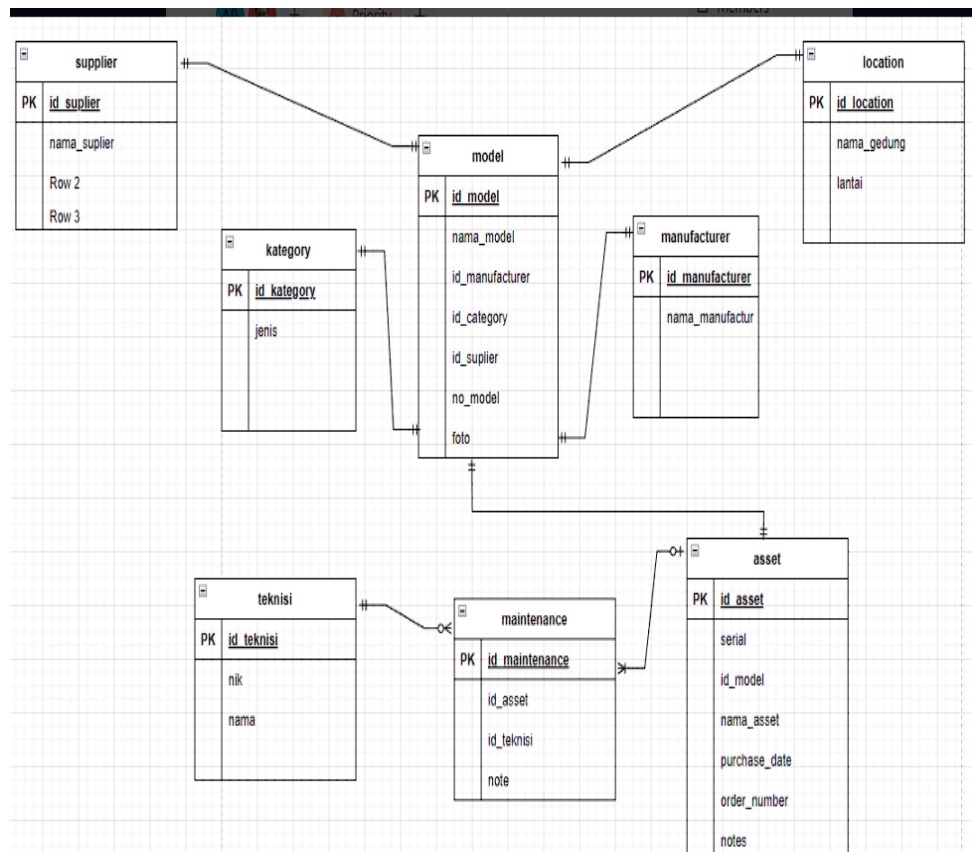 Priority
Members
supplier
PK id_suplier
nama_suplier
Row 2
Row 3
location
PK id_location
nama_gedung
lantai
model
PK id_model
nama_model
id_manufacturer
id_category
id_suplier
no_model
foto
kategory
PK id_kategory
jenis
manufacturer
PK id_manufacturer
nama_manufactur
asset
PK id_asset
serial
id_model
nama_asset
purchase_date
order_number
notes
teknisi
PK id_teknisi
nik
nama
maintenance
PK id_maintenance
id_asset
id_teknisi
note